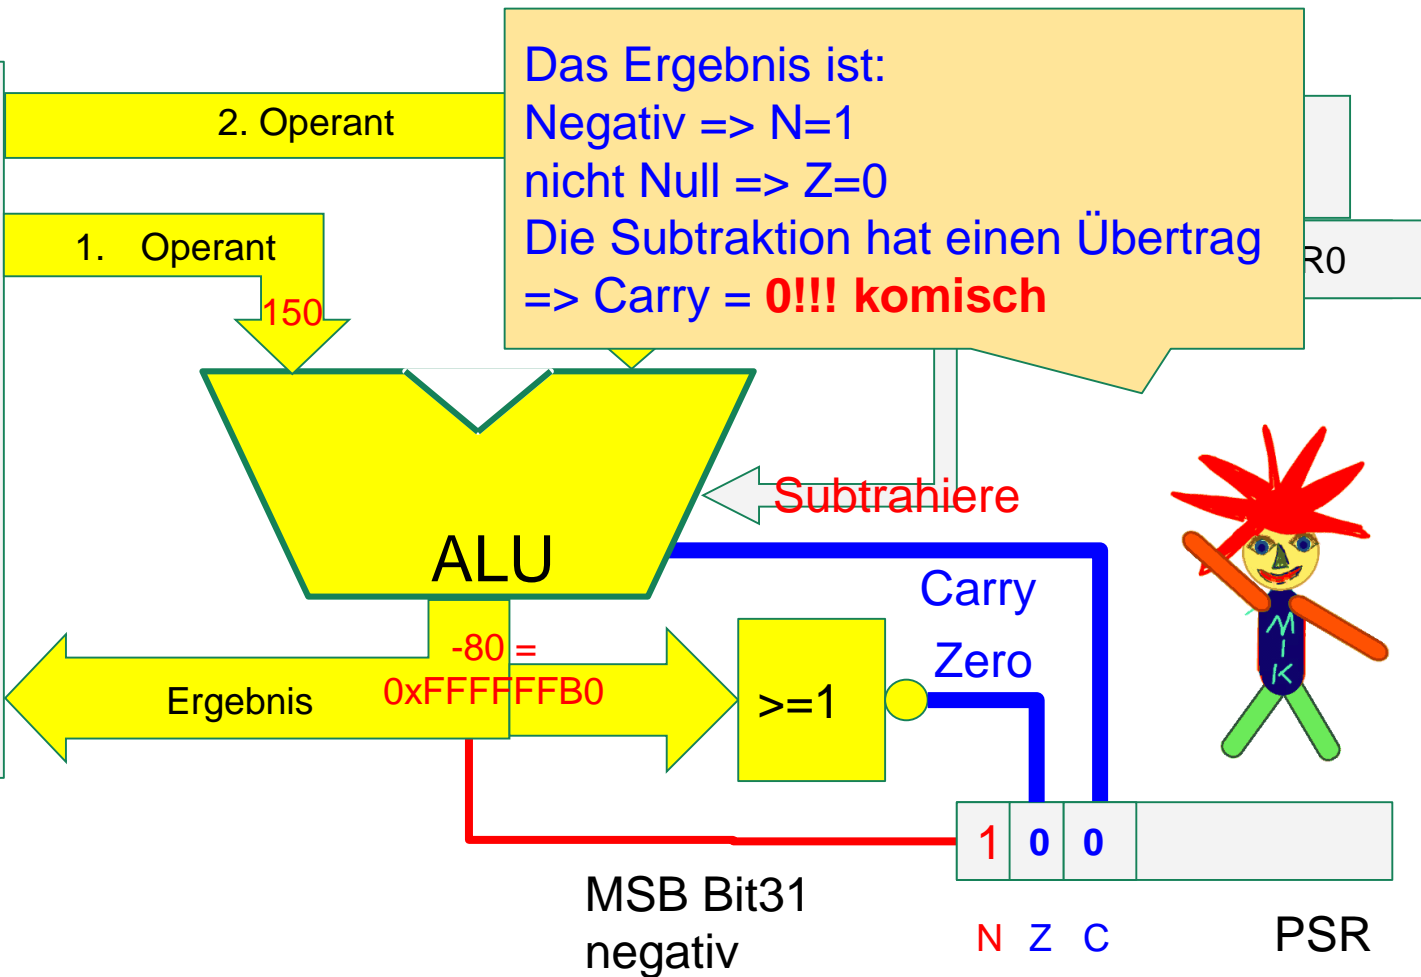 Das Ergebnis ist:
Negativ => N=1
nicht Null => Z=0
Die Subtraktion hat einen Übertrag
=> Carry = 0!!! komisch
2. Operant
1. Operant
R0
150
Subtrahiere
ALU
Carry
Zero
-80 =
0xFFFFFFB0
Ergebnis
>=1
MIK
1 0 0
MSB Bit31
negativ
N Z C
PSR